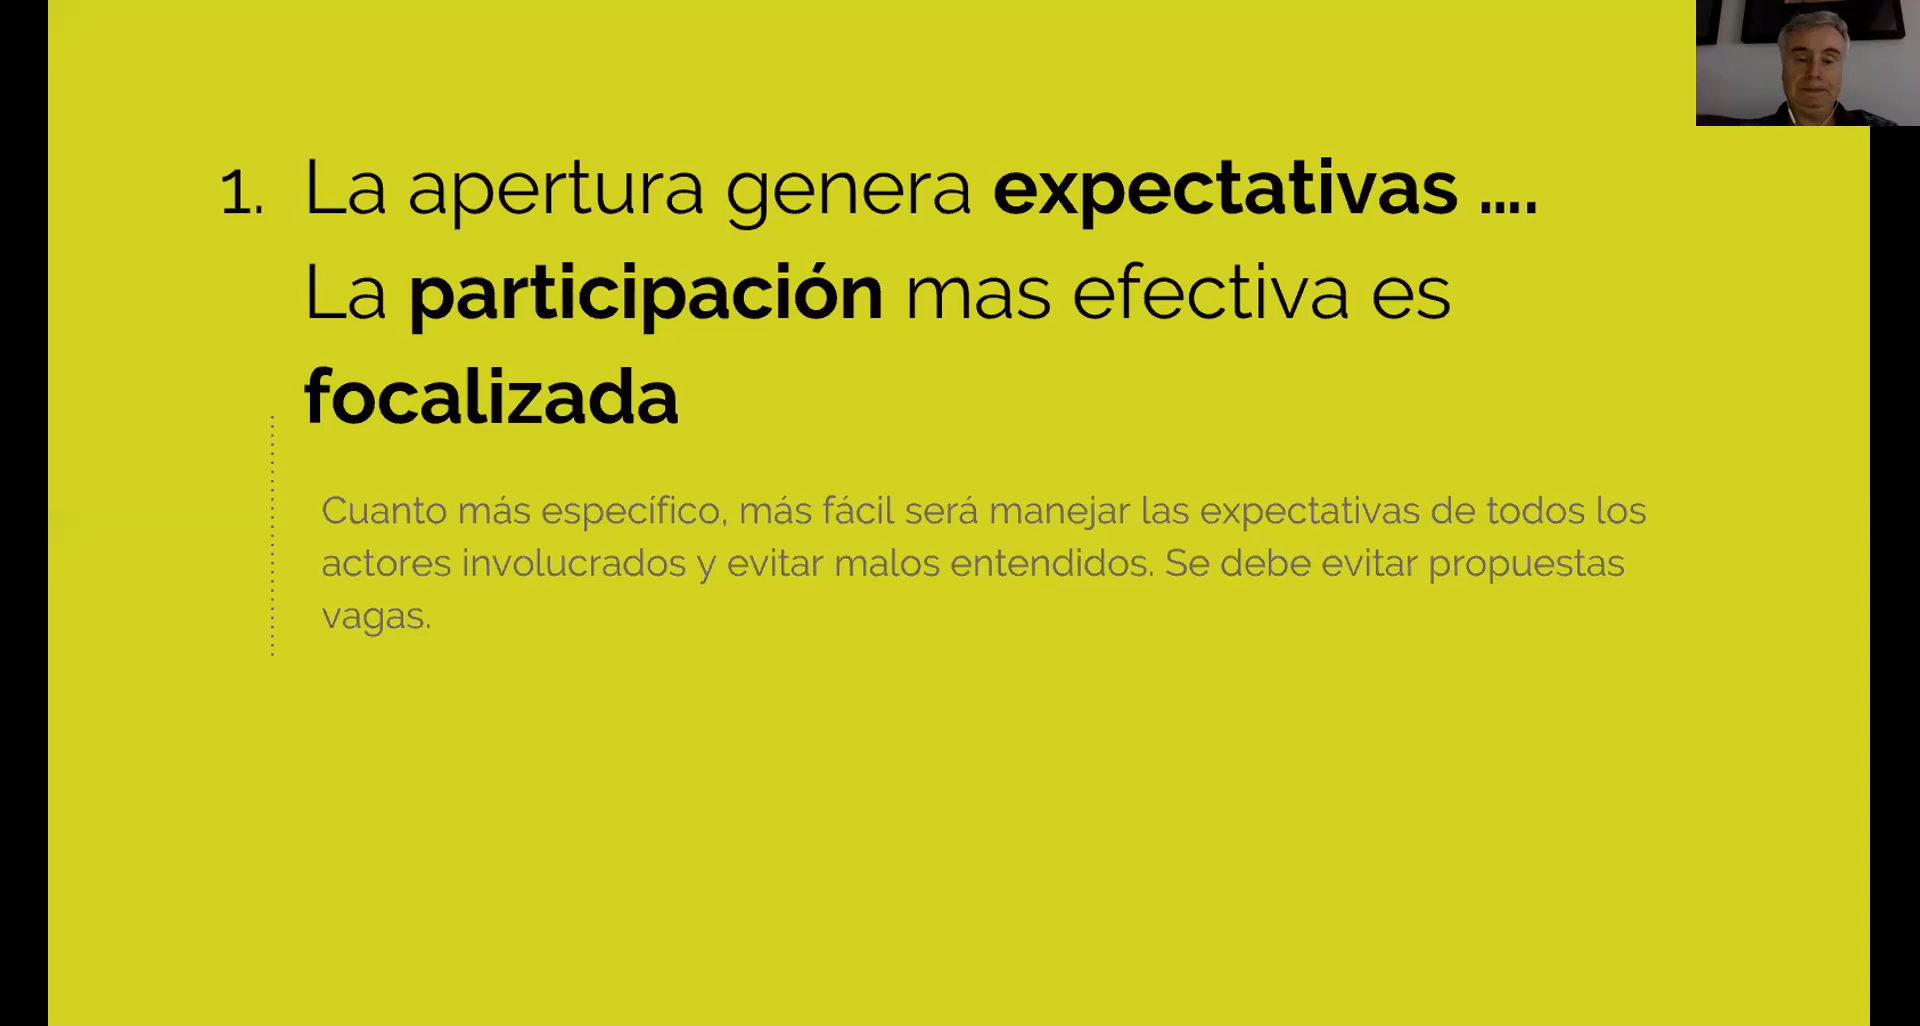 1. La apertura genera expectativas ....
La participación mas efectiva es
focalizada
Cuanto más específico, más fácil será manejar las expectativas de todos los
actores involucrados y evitar malos entendidos. Se debe evitar propuestas
vagas.